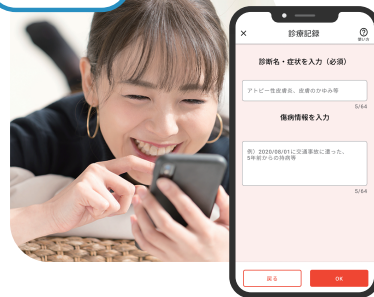 診療記録
使い方
診断名・症状を入力（必須）
アトピー性皮膚炎、皮膚のかゆみ等
5/64
傷病情報を入力
例）2020/08/01に交通事故に遭った、
5年前からの持病等
5/64
戻る
OK